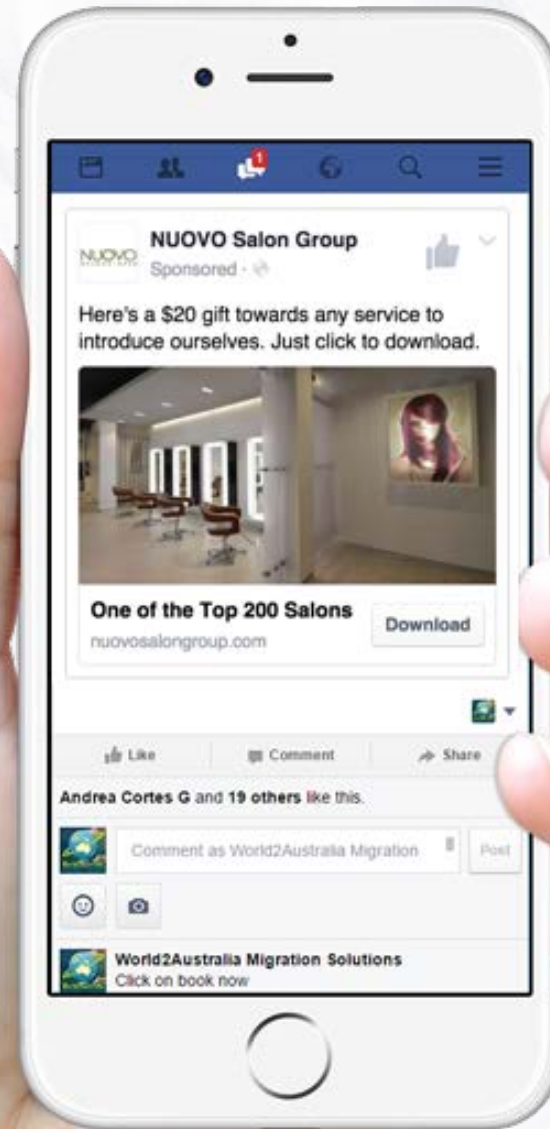 1
NUOVO
NUOVO Salon Group
Sponsored ·
Here's a $20 gift towards any service to
introduce ourselves. Just click to download.
One of the Top 200 Salons
nuovosalongroup.com
Download
Like Comment Share
Andrea Cortes G and 19 others like this.
Comment as World2Australia Migration
Post
World2Australia Migration Solutions
Click on book now